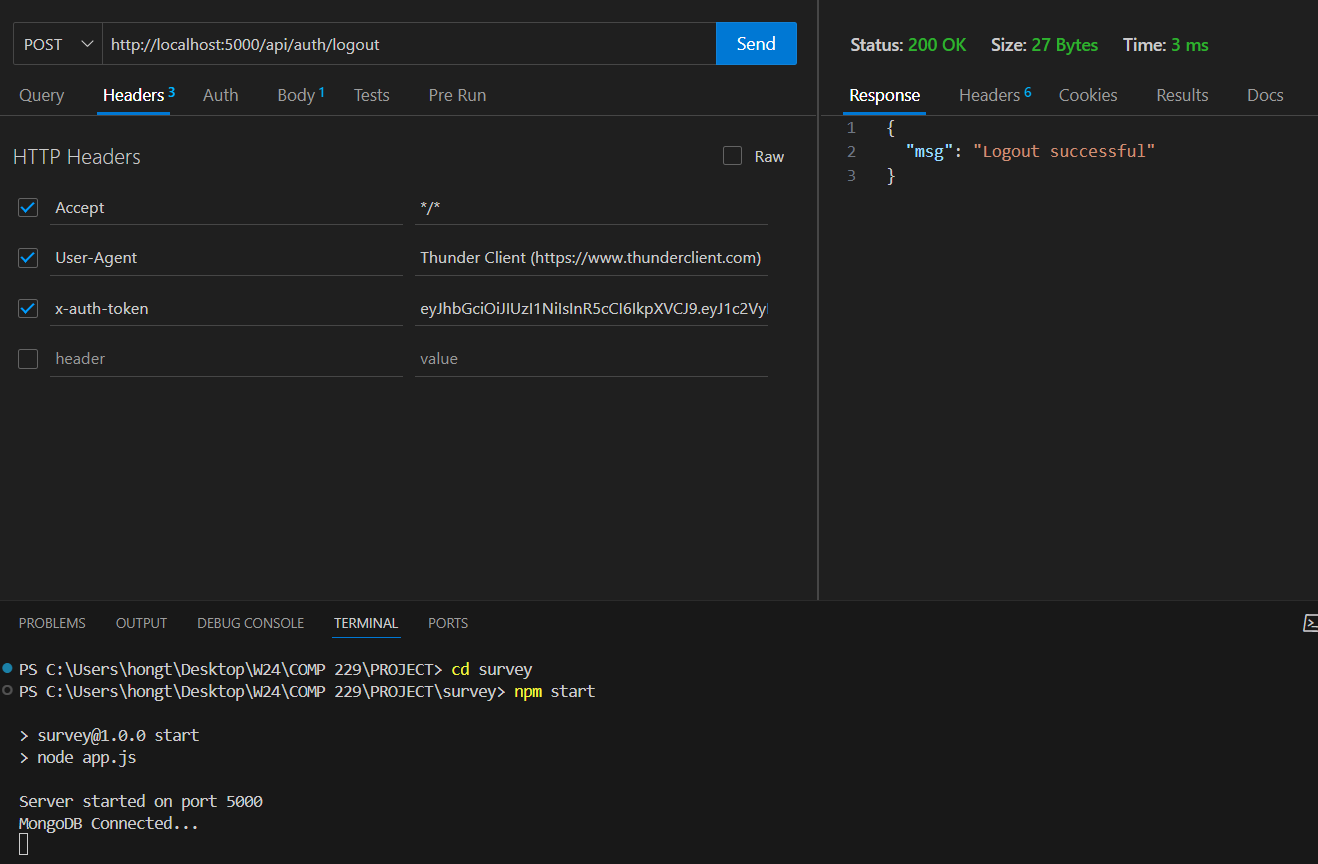 POST http://localhost:5000/api/auth/logout Send
Query Headers 3 Auth Body 1 Tests Pre Run
HTTP Headers Raw
Accept */*
User-Agent Thunder Client (https://www.thunderclient.com)
x-auth-token eyJhbGciOiJIUzI1NiIsInR5cCI6IkpXVCJ9.eyJ1c2Vy
header value
Status: 200 OK Size: 27 Bytes Time: 3 ms
Response Headers 6 Cookies Results Docs
1 {
2 "msg": "Logout successful"
3 }
PROBLEMS OUTPUT DEBUG CONSOLE TERMINAL PORTS
PS C:\Users\hongt\Desktop\W24\COMP 229\PROJECT> cd survey
PS C:\Users\hongt\Desktop\W24\COMP 229\PROJECT\survey> npm start
> survey@1.0.0 start
> node app.js
Server started on port 5000
MongoDB Connected...